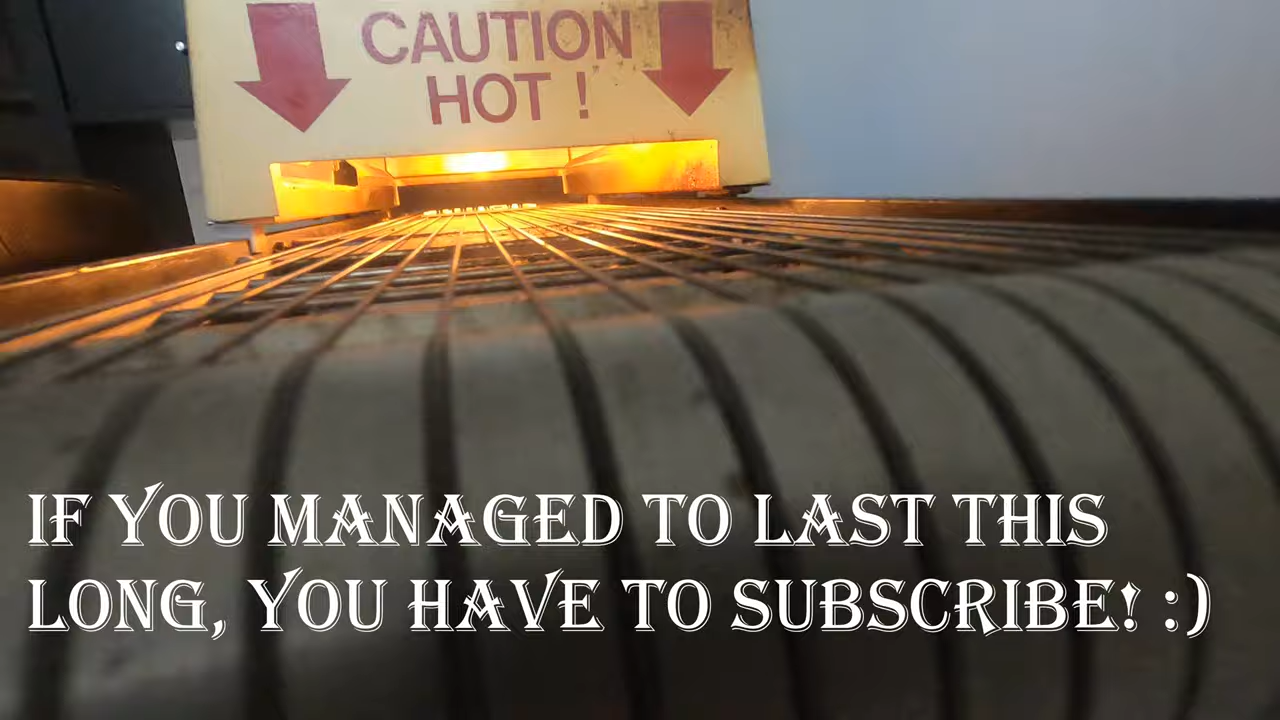 CAUTION
HOT !
IF YOU MANAGED TO LAST THIS
LONG, YOU HAVE TO SUBSCRIBE! :)